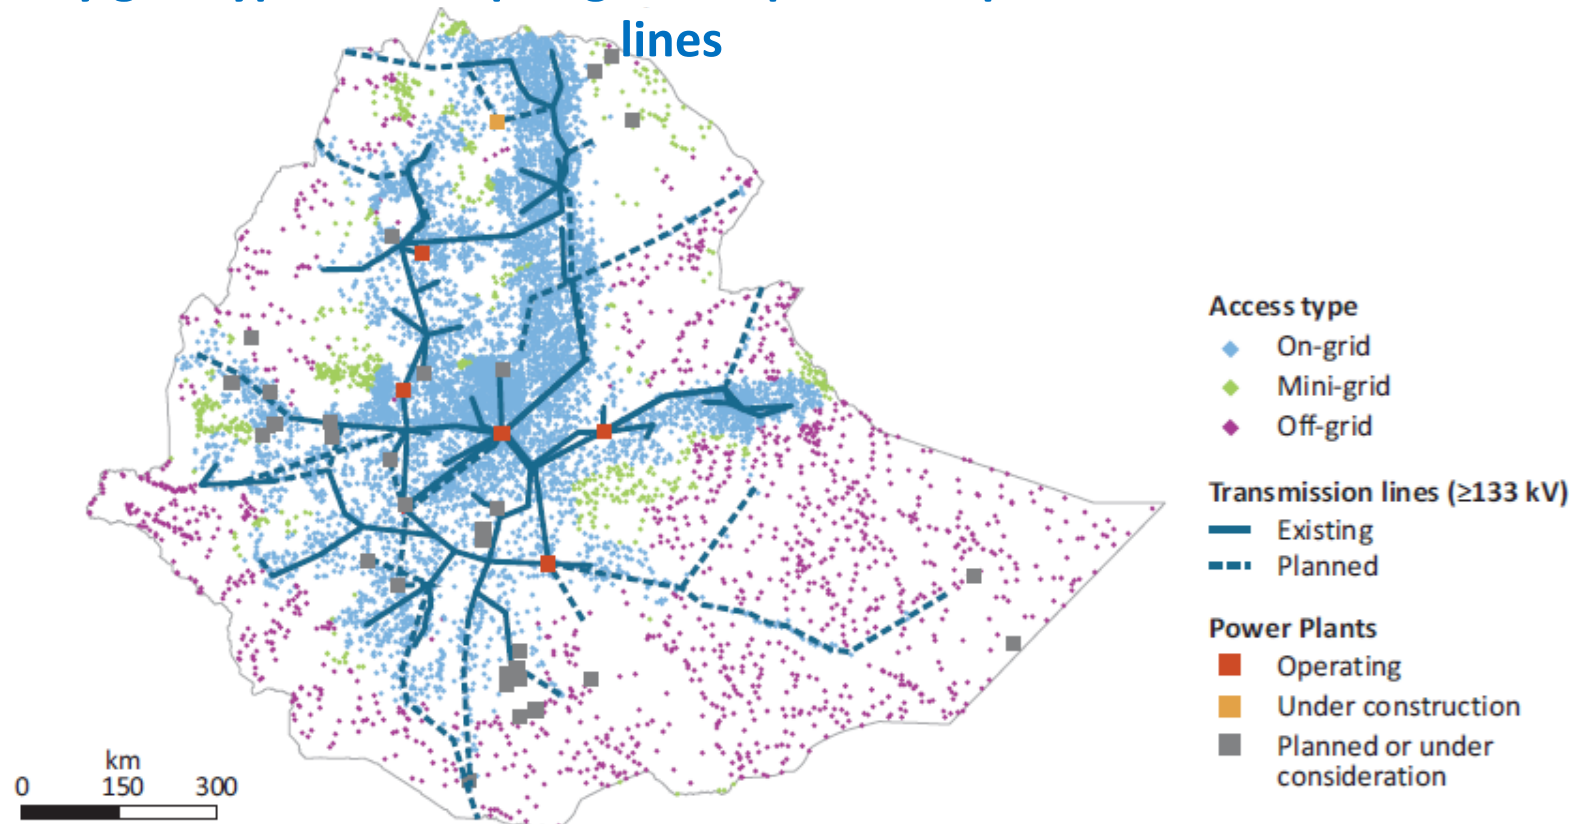 lines
Access type
On-grid
Mini-grid
Off-grid
Transmission lines (≥133 kV)
Existing
Planned
Power Plants
Operating
Under construction
Planned or under
consideration
km
0 150 300